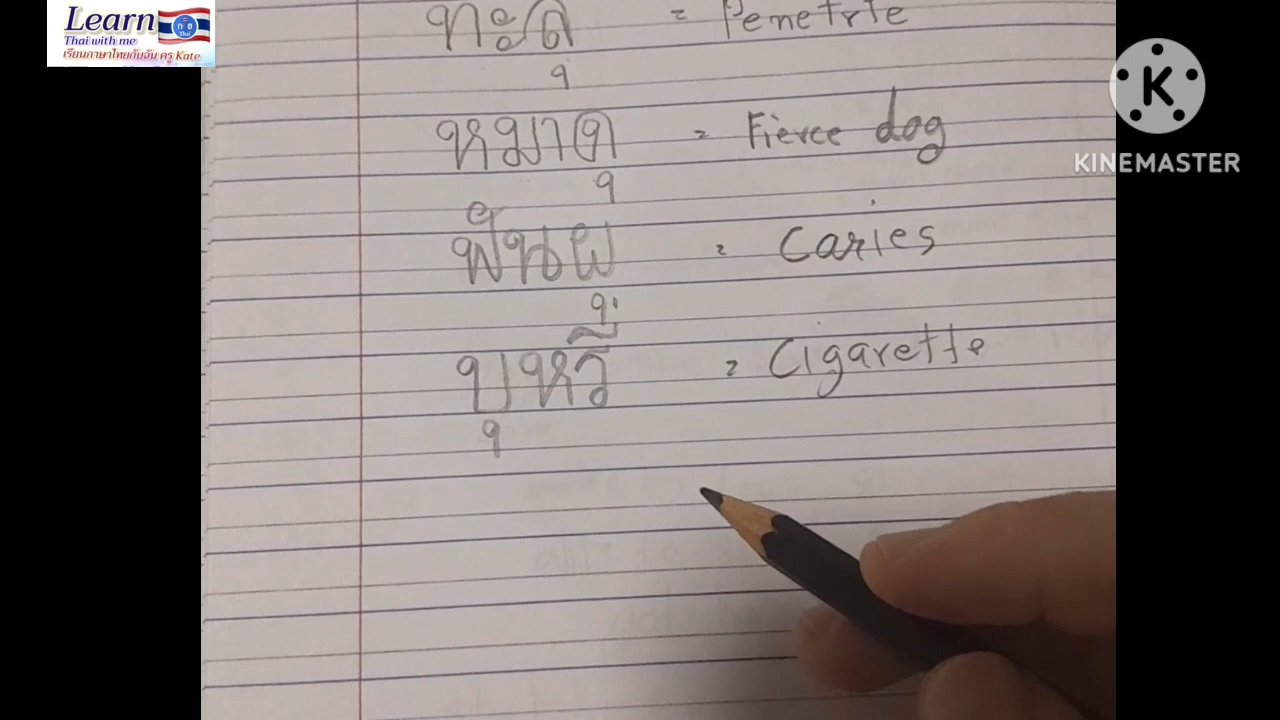 Learn
Thai with me
เรียนภาษาไทยกับฉัน ครู Kate
K
KINEMASTER
ทะลุ = Penetrte
หมาดุ = Fierce dog
ฟันผุ = Caries
บุหรี่ = Cigarette